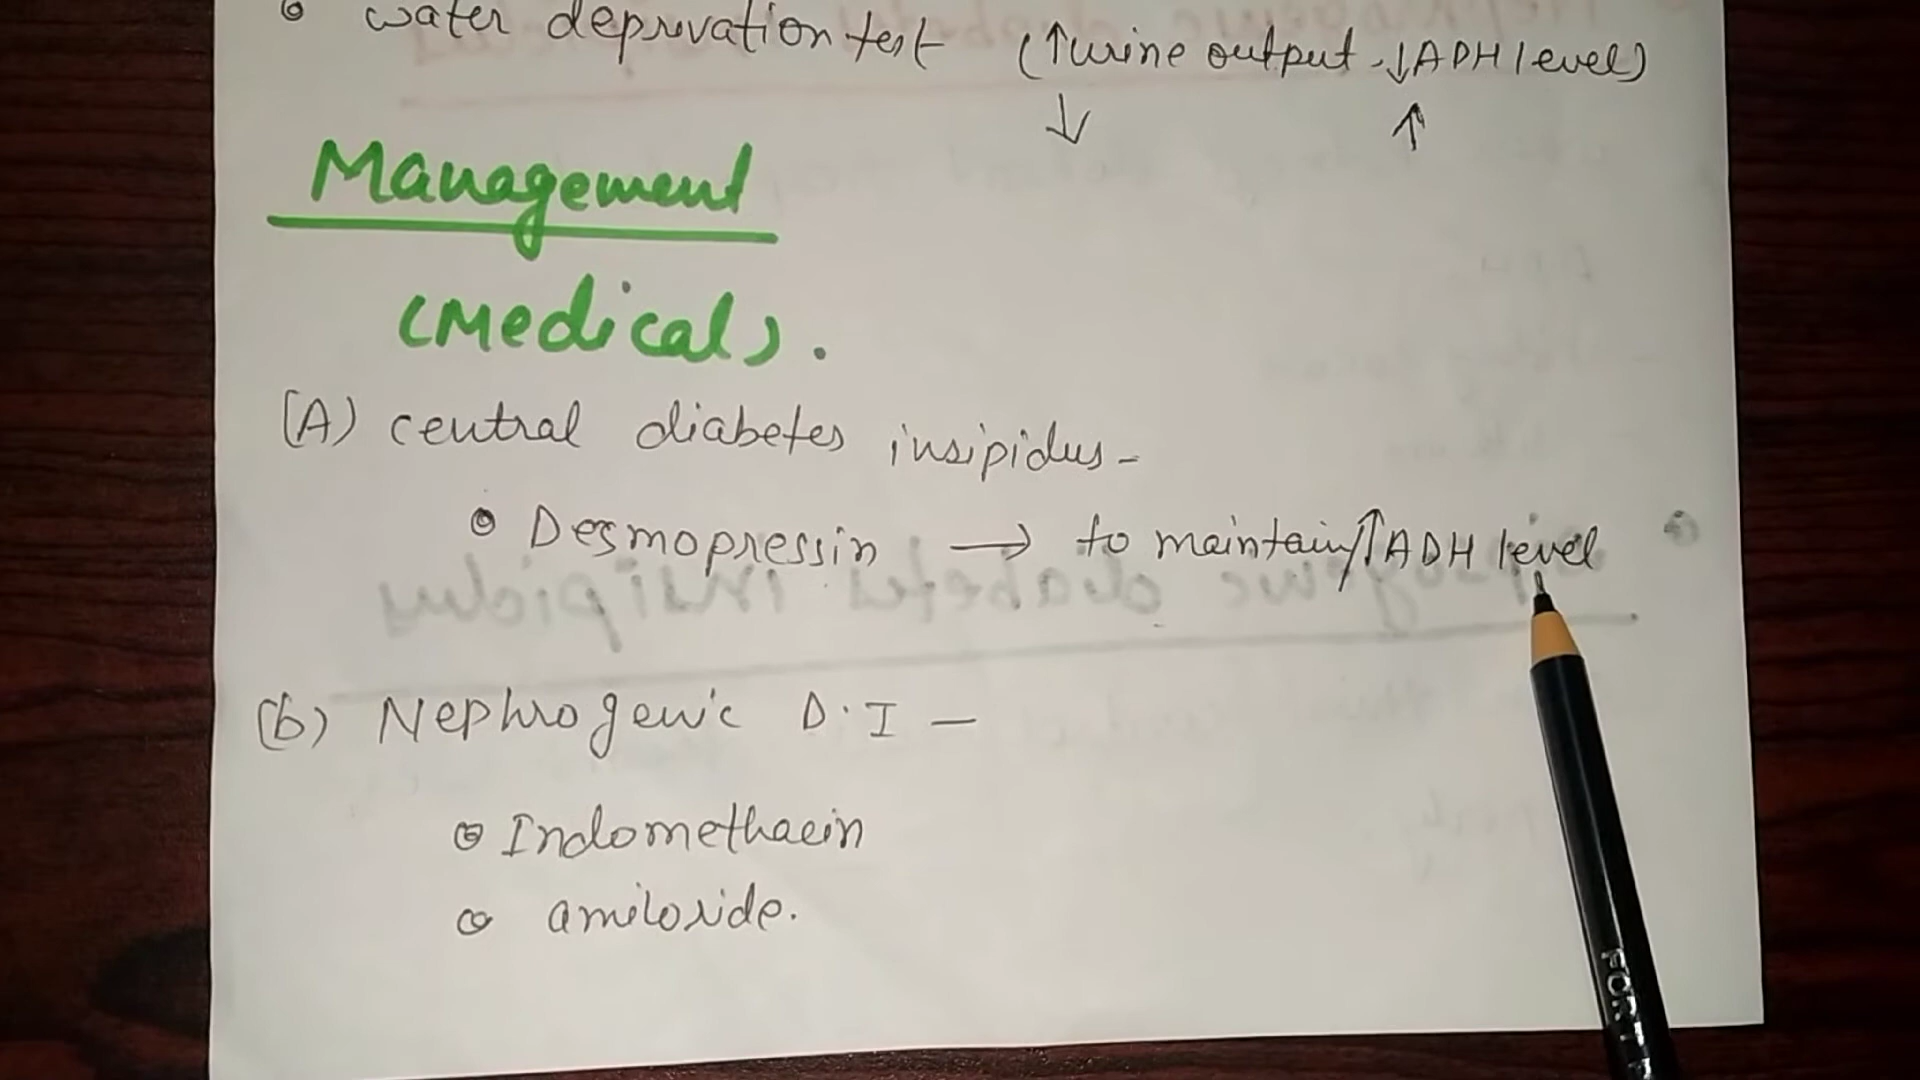 water deprivation test (↑urine output, ↓ADH level)
↓ ↑
Management
(Medical).
(A) central diabetes insipidus-
Desmopressin → to maintain/↑ADH level
(b) Nephrogenic D.I —
Indomethacin
amiloride.
FORT